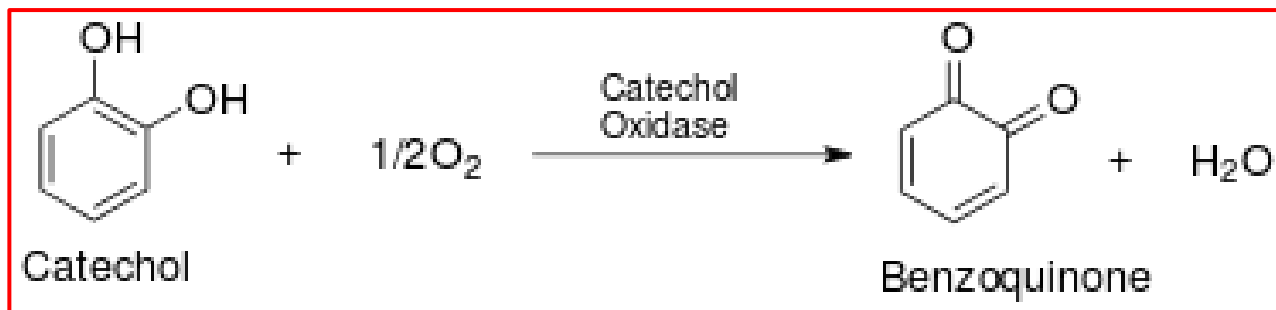 OH
OH
+
1/2O₂
Catechol
Oxidase
O
O
+
H₂O
Catechol
Benzoquinone